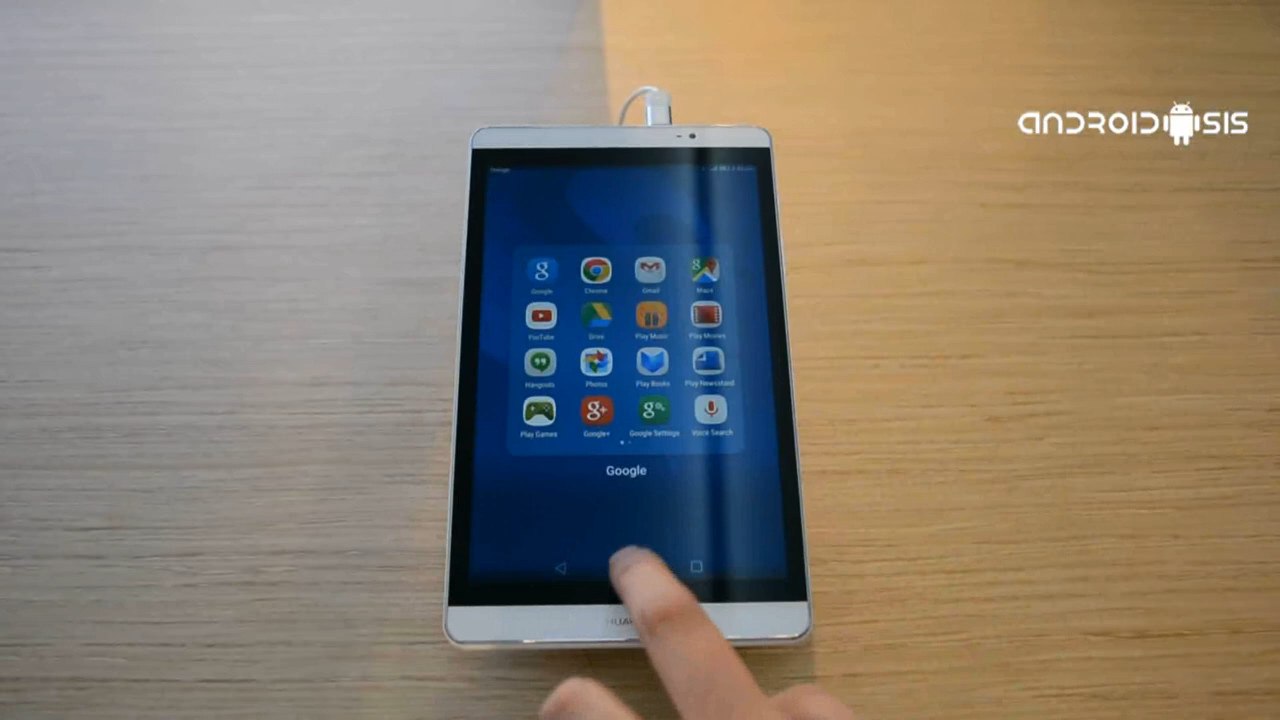 ANDROIDSIS
Google Chrome Gmail Maps
YouTube Drive Play Music Play Movies
Hangouts Photos Play Books Play Newsstand
Play Games Google+ Google Settings Voice Search
Google